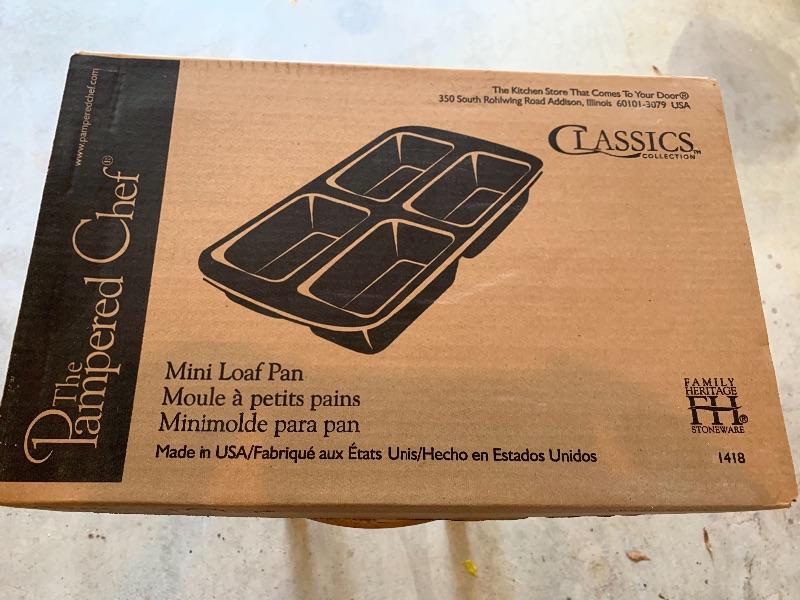 www.pamperedchef.com
The
Pampered Chef®
The Kitchen Store That Comes To Your Door®
350 South Rohlwing Road Addison, Illinois 60101-3079 USA
CLASSICS™
COLLECTION
Mini Loaf Pan
Moule à petits pains
Minimolde para pan
Made in USA/Fabriqué aux États Unis/Hecho en Estados Unidos
FAMILY
HERITAGE
FH®
STONEWARE
1418